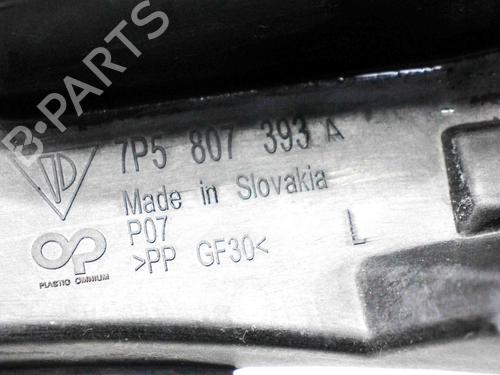 B-PARTS
7P5 807 393 A
Made in Slovakia
P07
>PP GF30<
L
PLASTIC OMNIUM